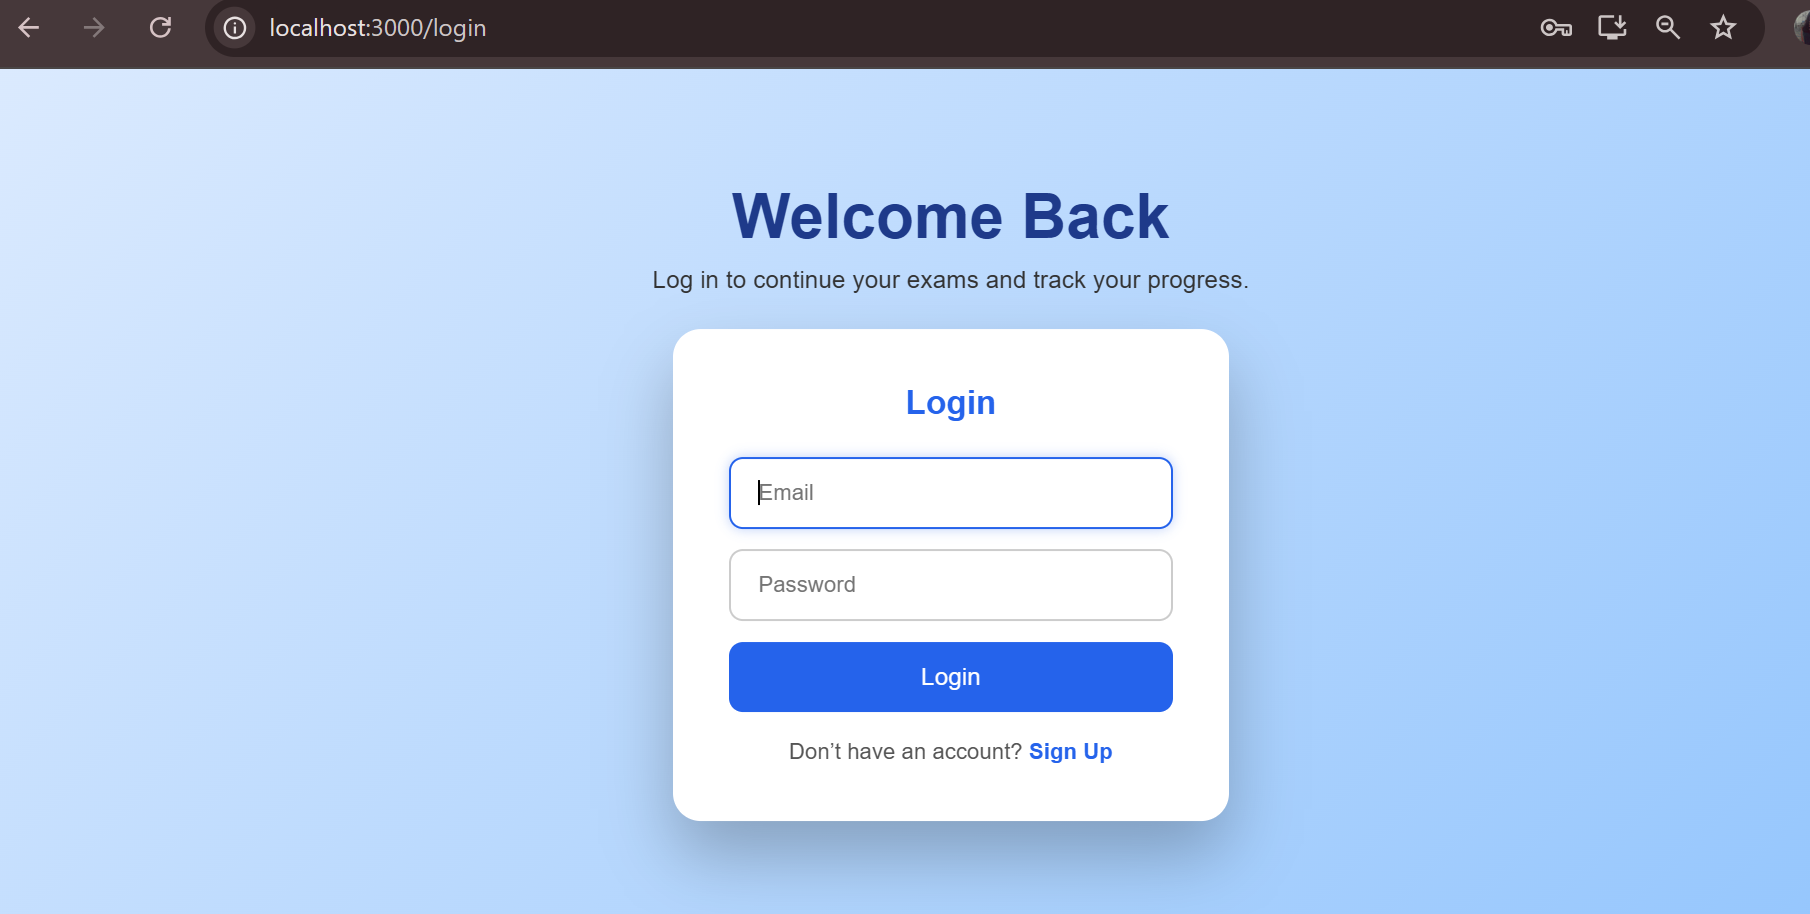 localhost:3000/login
Welcome Back
Log in to continue your exams and track your progress.
Login
Email
Password
Login
Don’t have an account? Sign Up